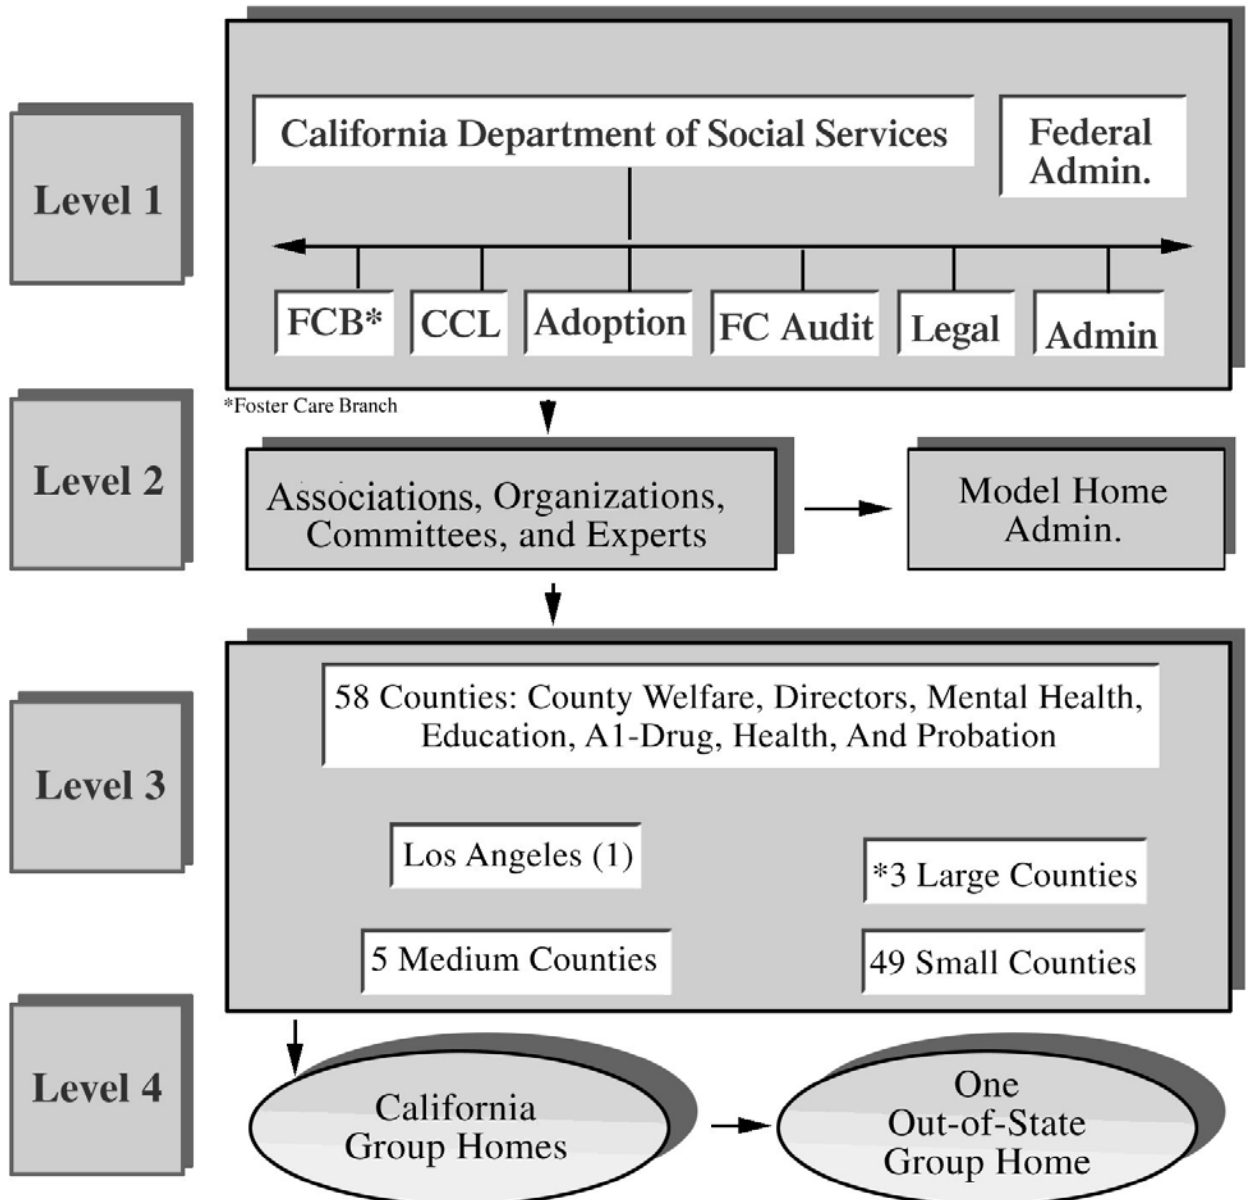 Level 1
California Department of Social Services
Federal
Admin.
FCB*
CCL
Adoption
FC Audit
Legal
Admin
*Foster Care Branch
Level 2
Associations, Organizations,
Committees, and Experts
Model Home
Admin.
Level 3
58 Counties: County Welfare, Directors, Mental Health,
Education, A1-Drug, Health, And Probation
Los Angeles (1)
*3 Large Counties
5 Medium Counties
49 Small Counties
Level 4
California
Group Homes
One
Out-of-State
Group Home